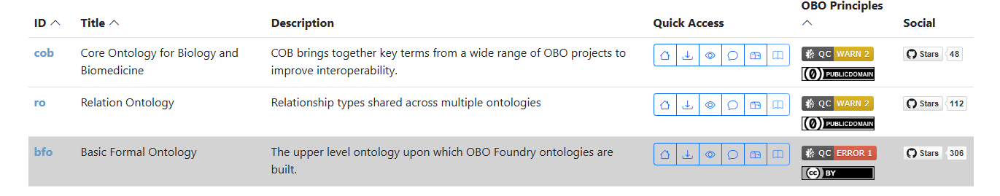 OBO Principles
ID Title Description Quick Access Social
cob Core Ontology for Biology and COB brings together key terms from a wide range of OBO projects to QC WARN 2 Stars 48
Biomedicine improve interoperability. PUBLICDOMAIN
ro Relation Ontology Relationship types shared across multiple ontologies QC WARN 2 Stars 112
PUBLICDOMAIN
bfo Basic Formal Ontology The upper level ontology upon which OBO Foundry ontologies are QC ERROR 1 Stars 306
built. cc BY